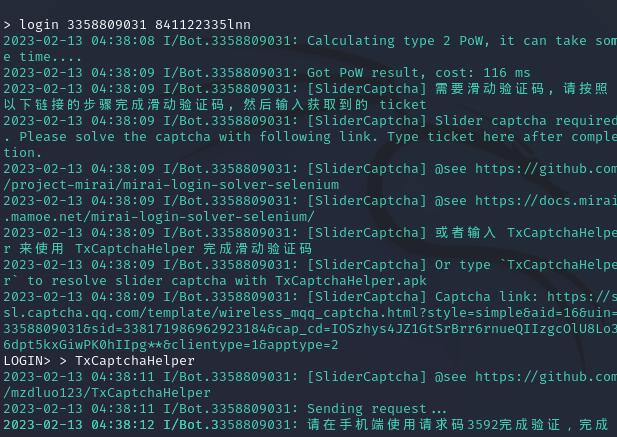 > login 3358809031 841122335lnn
2023-02-13 04:38:08 I/Bot.3358809031: Calculating type 2 PoW, it can take som
e time....
2023-02-13 04:38:09 I/Bot.3358809031: Got PoW result, cost: 116 ms
2023-02-13 04:38:09 I/Bot.3358809031: [SliderCaptcha] 需要滑动验证码, 请按照
以下链接的步骤完成滑动验证码, 然后输入获取到的 ticket
2023-02-13 04:38:09 I/Bot.3358809031: [SliderCaptcha] Slider captcha required
. Please solve the captcha with following link. Type ticket here after comple
tion.
2023-02-13 04:38:09 I/Bot.3358809031: [SliderCaptcha] @see https://github.com
/project-mirai/mirai-login-solver-selenium
2023-02-13 04:38:09 I/Bot.3358809031: [SliderCaptcha] @see https://docs.mirai
.mamoe.net/mirai-login-solver-selenium/
2023-02-13 04:38:09 I/Bot.3358809031: [SliderCaptcha] 或者输入 TxCaptchaHelpe
r 来使用 TxCaptchaHelper 完成滑动验证码
2023-02-13 04:38:09 I/Bot.3358809031: [SliderCaptcha] Or type `TxCaptchaHelpe
r` to resolve slider captcha with TxCaptchaHelper.apk
2023-02-13 04:38:09 I/Bot.3358809031: [SliderCaptcha] Captcha link: https://s
sl.captcha.qq.com/template/wireless_mqq_captcha.html?style=simple&aid=16&uin=
3358809031&sid=338171986962923184&cap_cd=IOSzhys4JZ1GtSrBrr6rnueQIIzgcOlU8Lo3
6dpt5kxGiwPK0hIIpg**&clientype=1&apptype=2
LOGIN> > TxCaptchaHelper
2023-02-13 04:38:11 I/Bot.3358809031: [SliderCaptcha] @see https://github.com
/mzdluo123/TxCaptchaHelper
2023-02-13 04:38:11 I/Bot.3358809031: Sending request...
2023-02-13 04:38:12 I/Bot.3358809031: 请在手机端使用请求码3592完成验证，完成